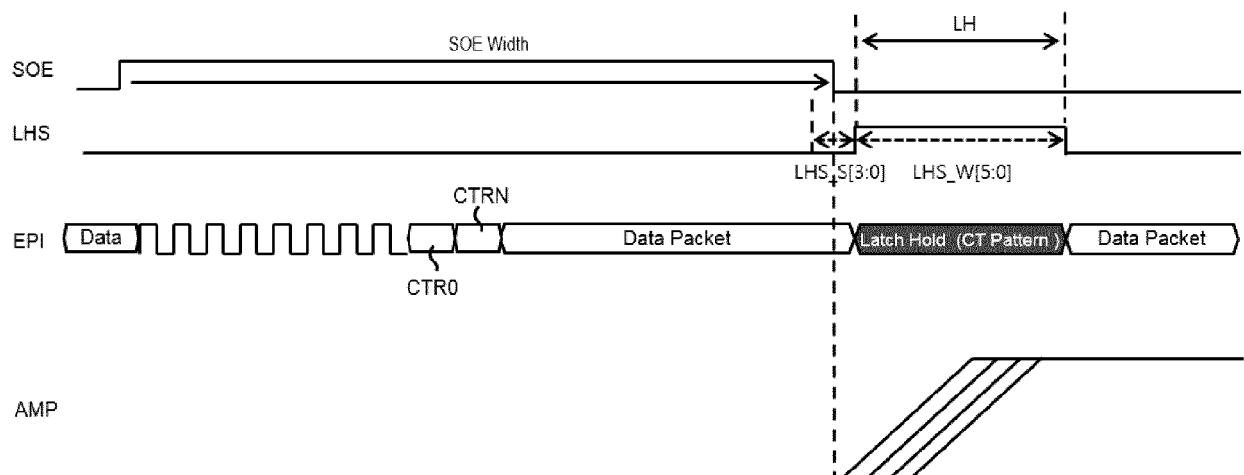 LH
SOE Width
SOE
LHS
LHS_S[3:0]
LHS_W[5:0]
CTRN
EPI
Data
Data Packet
Latch Hold (CT Pattern )
Data Packet
CTR0
AMP